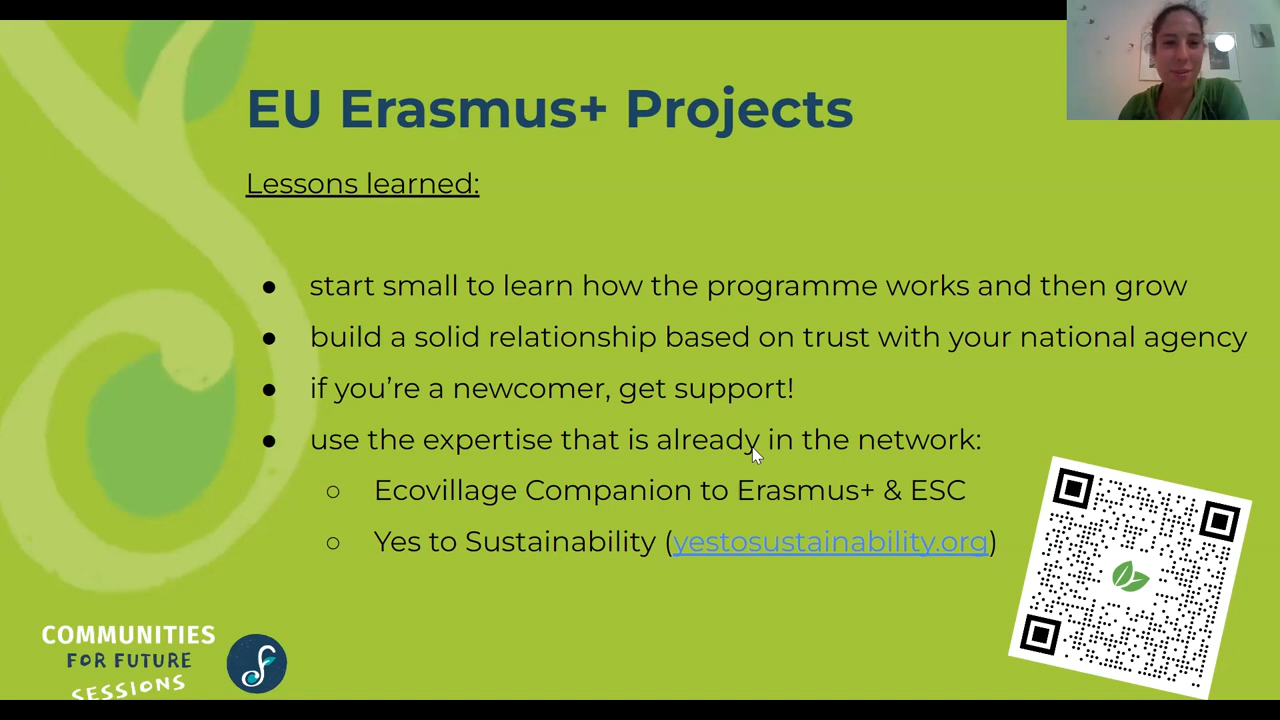 EU Erasmus+ Projects
Lessons learned:
● start small to learn how the programme works and then grow
● build a solid relationship based on trust with your national agency
● if you're a newcomer, get support!
● use the expertise that is already in the network:
○ Ecovillage Companion to Erasmus+ & ESC
○ Yes to Sustainability (yestosustainability.org)
COMMUNITIES
FOR FUTURE
SESSIONS